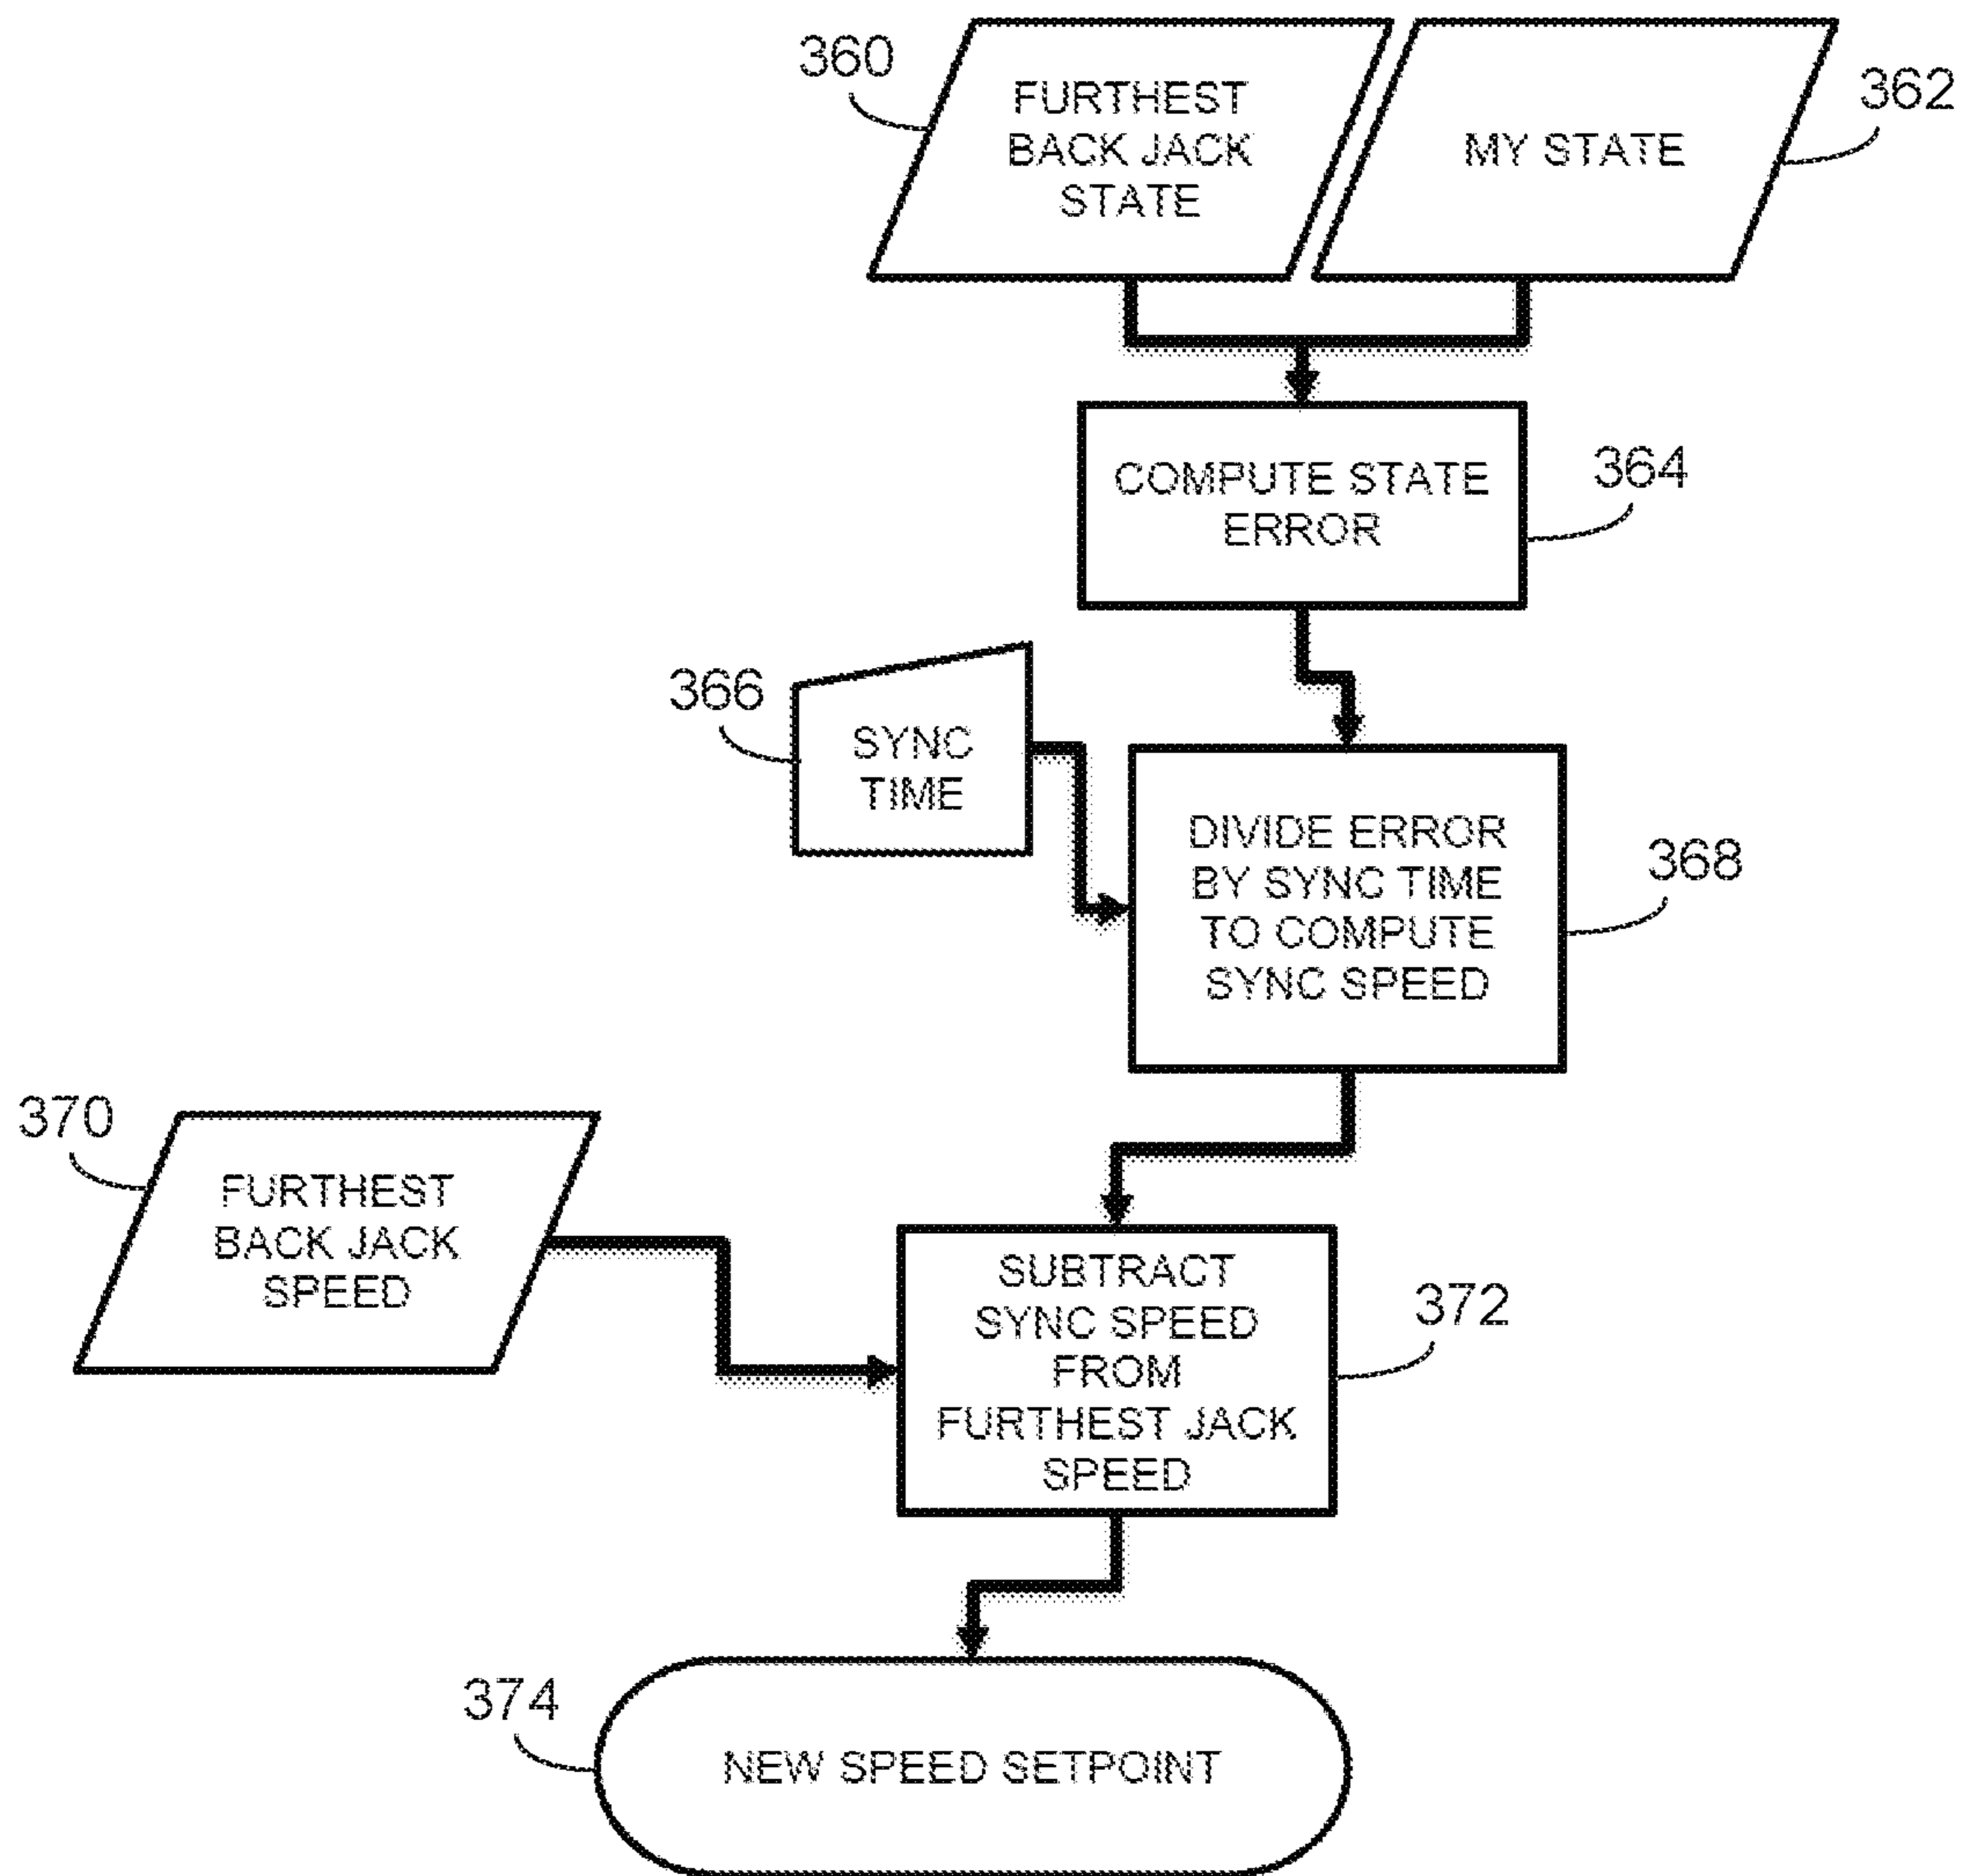 360
FURTHEST
BACK JACK
STATE
MY STATE
362
COMPUTE STATE
ERROR
364
366
SYNC
TIME
DIVIDE ERROR
BY SYNC TIME
TO COMPUTE
SYNC SPEED
368
370
FURTHEST
BACK JACK
SPEED
SUBTRACT
SYNC SPEED
FROM
FURTHEST JACK
SPEED
372
374
NEW SPEED SETPOINT